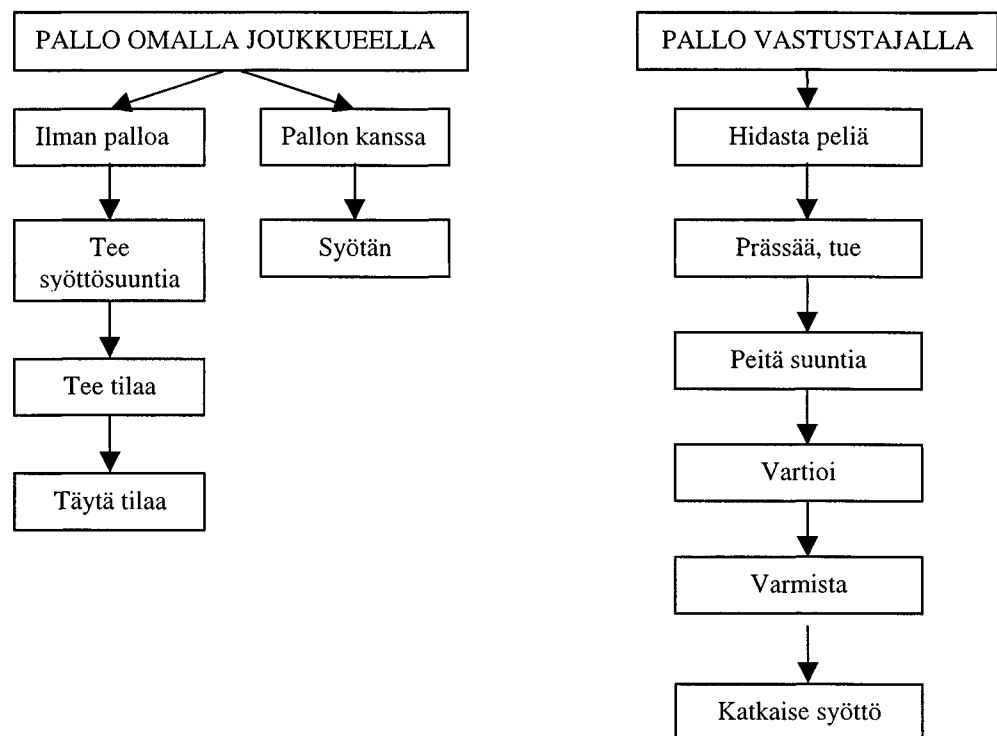 PALLO OMALLA JOUKKUEELLA
Ilman palloa
Pallon kanssa
Tee
syöttösuuntia
Syötän
Tee tilaa
Täytä tilaa
PALLO VASTUSTAJALLA
Hidasta peliä
Prässää, tue
Peitä suuntia
Vartioi
Varmista
Katkaise syöttö